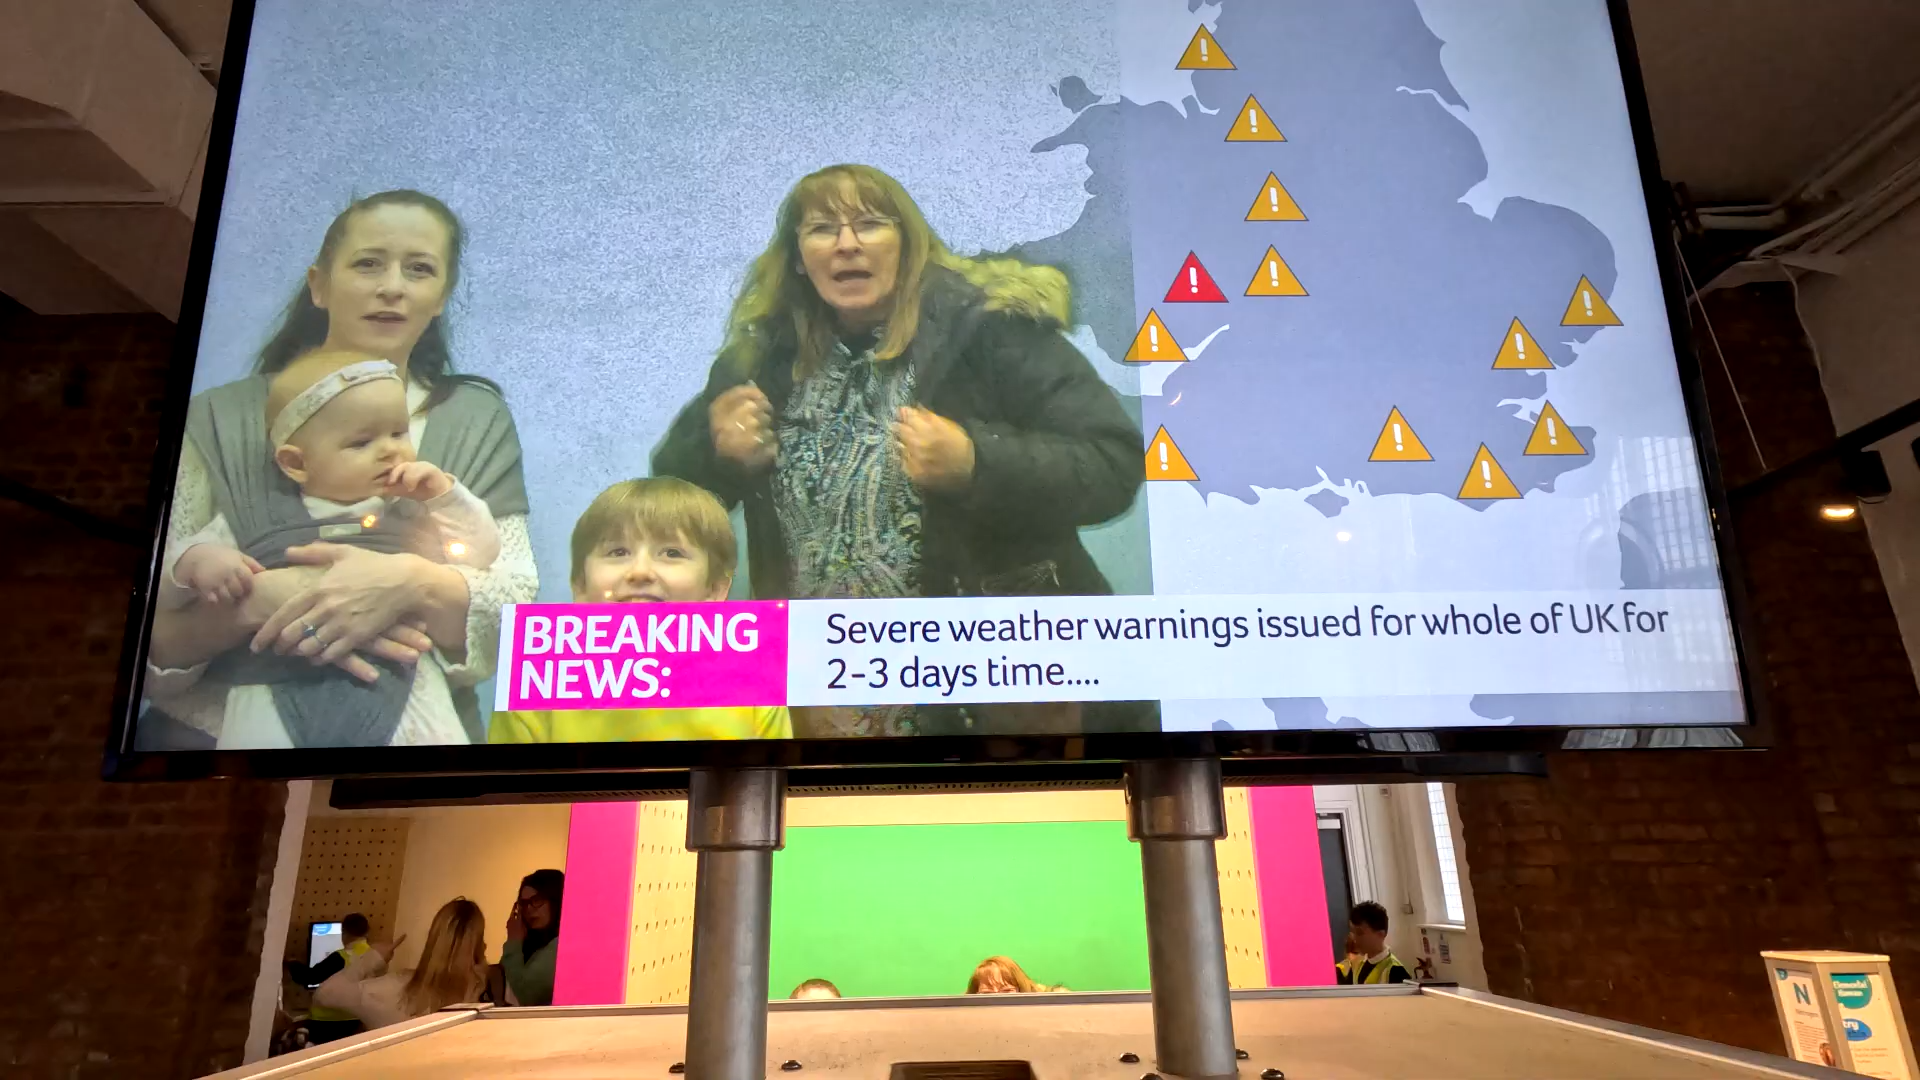 BREAKING
NEWS:
Severe weather warnings issued for whole of UK for
2-3 days time....
N